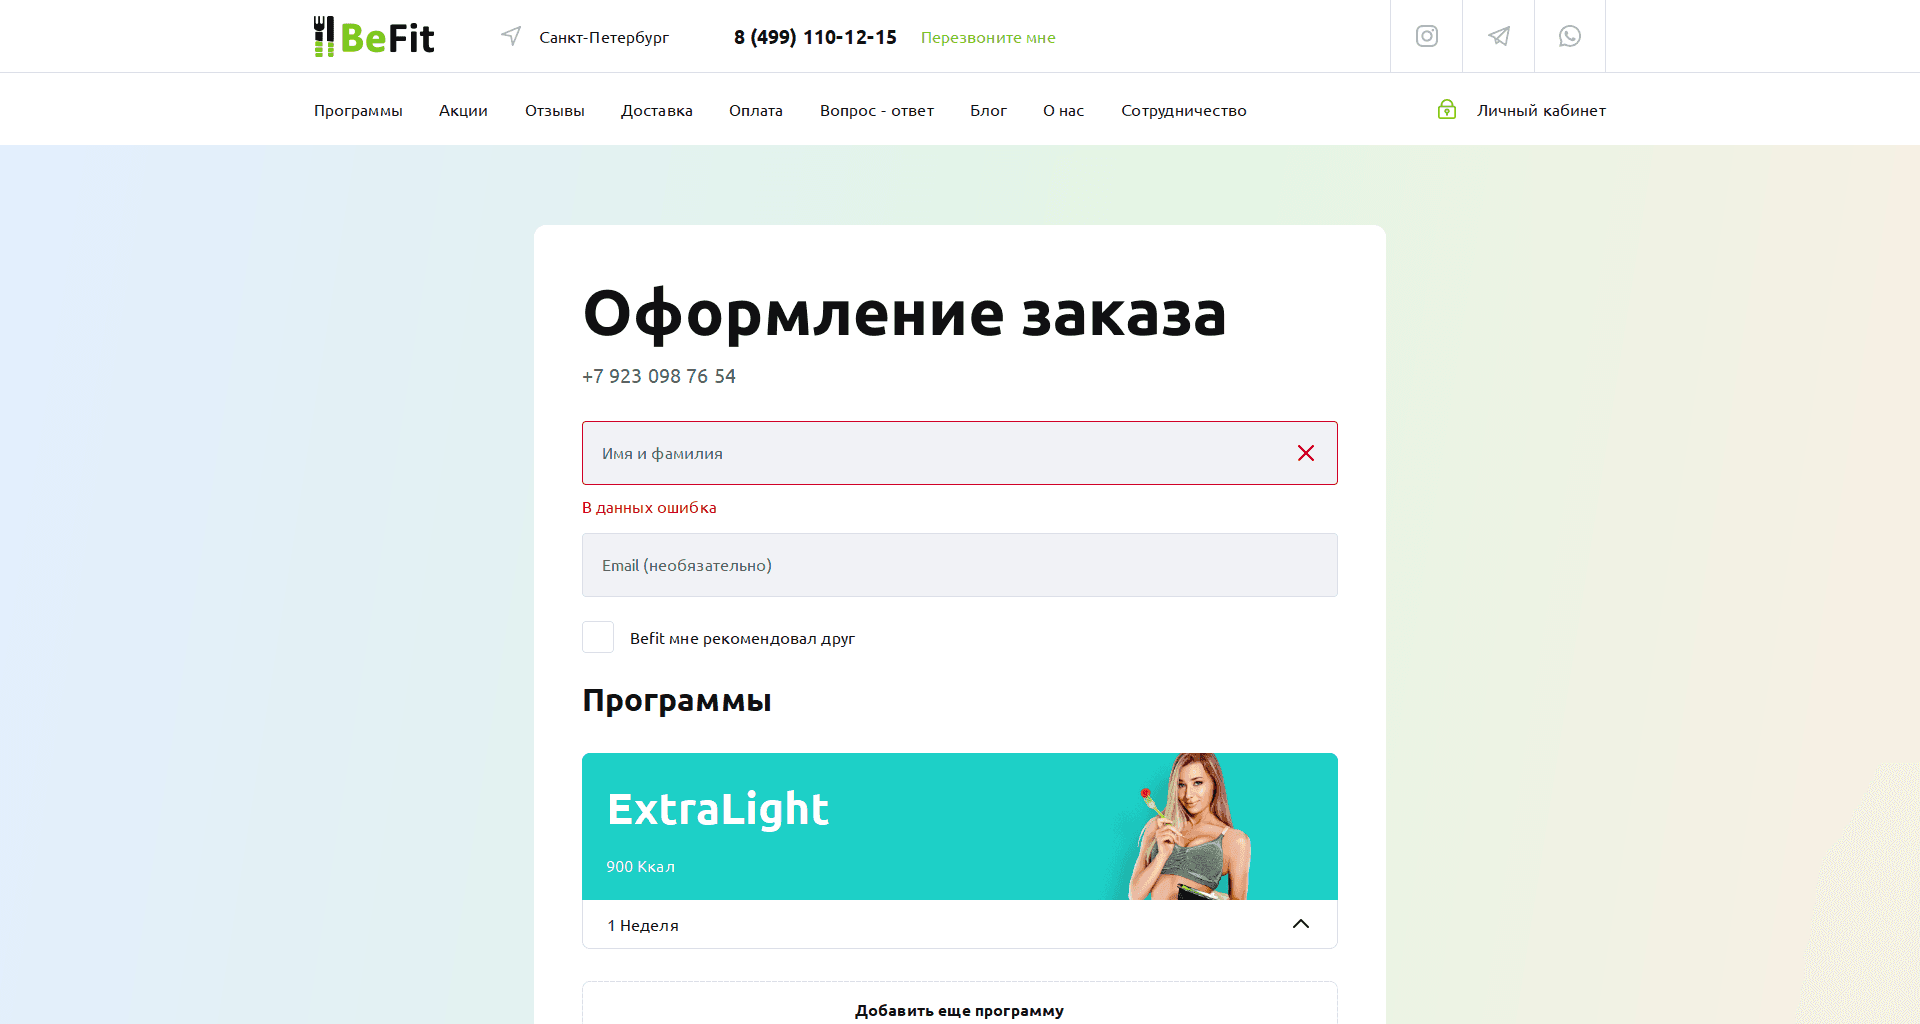 BeFit
Санкт-Петербург
8 (499) 110-12-15
Перезвоните мне
Программы
Акции
Отзывы
Доставка
Оплата
Вопрос - ответ
Блог
О нас
Сотрудничество
Личный кабинет
Оформление заказа
+7 923 098 76 54
Имя и фамилия
В данных ошибка
Email (необязательно)
Befit мне рекомендовал друг
Программы
ExtraLight
900 Ккал
1 Неделя
Добавить еще программу